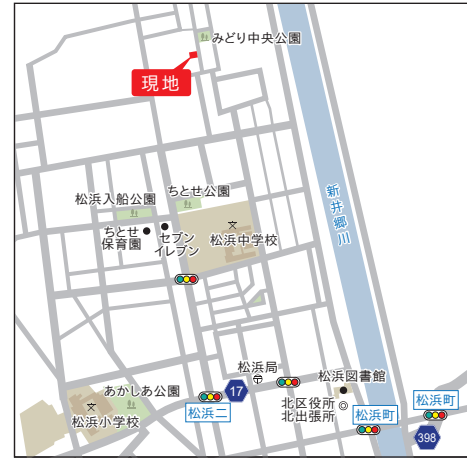 みどり中央公園
現地
新井郷川
ちとせ公園
松浜入船公園
ちとせ
保育園
セブン
イレブン
松浜中学校
松浜局
17
松浜図書館
あかしあ公園
松浜二
北区役所
北出張所
松浜町
松浜町
398
松浜小学校